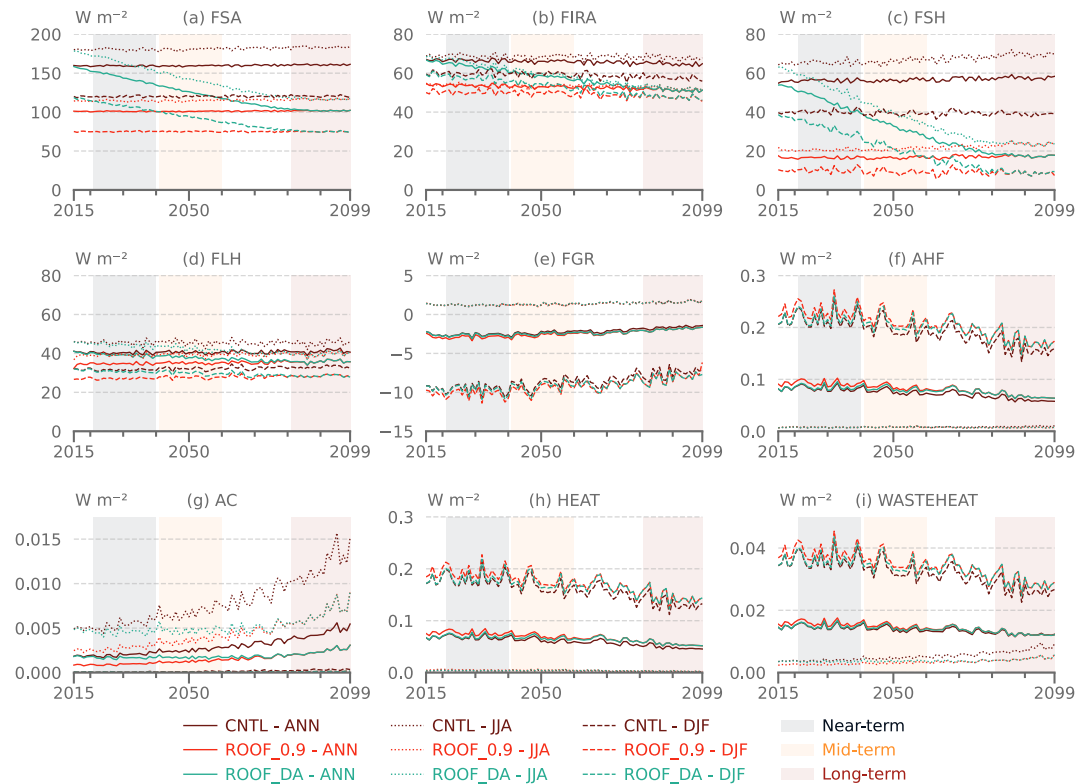 W m⁻² (a) FSA
200
150
100
50
0
2015 2050 2099
W m⁻² (b) FIRA
80
60
40
20
0
2015 2050 2099
W m⁻² (c) FSH
80
60
40
20
0
2015 2050 2099
W m⁻² (d) FLH
80
60
40
20
0
2015 2050 2099
W m⁻² (e) FGR
5
0
−5
−10
−15
2015 2050 2099
W m⁻² (f) AHF
0.3
0.2
0.1
0.0
2015 2050 2099
W m⁻² (g) AC
0.015
0.010
0.005
0.000
2015 2050 2099
W m⁻² (h) HEAT
0.3
0.2
0.1
0.0
2015 2050 2099
W m⁻² (i) WASTEHEAT
0.04
0.02
0.00
2015 2050 2099
CNTL - ANN CNTL - JJA CNTL - DJF Near-term
ROOF_0.9 - ANN ROOF_0.9 - JJA ROOF_0.9 - DJF Mid-term
ROOF_DA - ANN ROOF_DA - JJA ROOF_DA - DJF Long-term